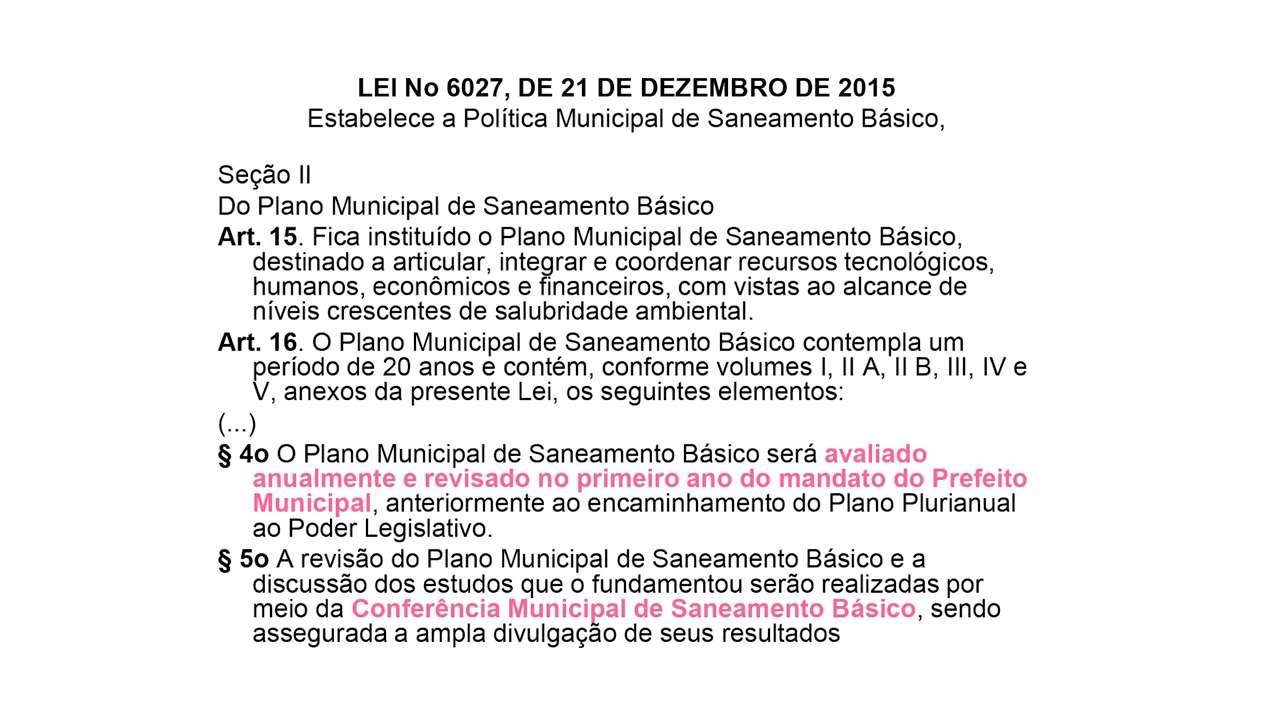 LEI No 6027, DE 21 DE DEZEMBRO DE 2015
Estabelece a Política Municipal de Saneamento Básico,
Seção II
Do Plano Municipal de Saneamento Básico
Art. 15. Fica instituído o Plano Municipal de Saneamento Básico,
destinado a articular, integrar e coordenar recursos tecnológicos,
humanos, econômicos e financeiros, com vistas ao alcance de
níveis crescentes de salubridade ambiental.
Art. 16. O Plano Municipal de Saneamento Básico contempla um
período de 20 anos e contém, conforme volumes I, II A, II B, III, IV e
V, anexos da presente Lei, os seguintes elementos:
(...)
§ 4o O Plano Municipal de Saneamento Básico será avaliado
anualmente e revisado no primeiro ano do mandato do Prefeito
Municipal, anteriormente ao encaminhamento do Plano Plurianual
ao Poder Legislativo.
§ 5o A revisão do Plano Municipal de Saneamento Básico e a
discussão dos estudos que o fundamentou serão realizadas por
meio da Conferência Municipal de Saneamento Básico, sendo
assegurada a ampla divulgação de seus resultados